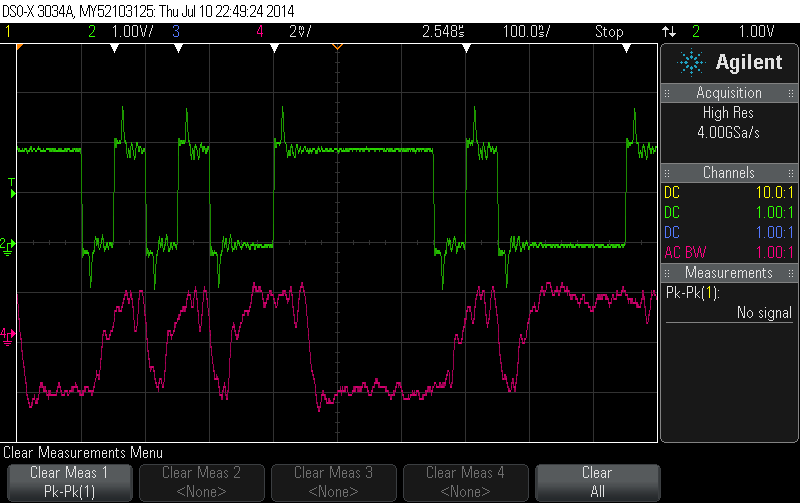 DSO-X 3034A, MY52103125: Thu Jul 10 22:49:24 2014
1 2 1.00V/ 3 4 2♉/ 2.548s 100.0s/ Stop 2 1.00V
Agilent
Acquisition
High Res
4.00GSa/s
Channels
DC 10.0:1
DC 1.00:1
DC 1.00:1
AC BW 1.00:1
Measurements
Pk-Pk(1):
No signal
T
2
4
Clear Measurements Menu
Clear Meas 1
Pk-Pk(1)
Clear Meas 2
<None>
Clear Meas 3
<None>
Clear Meas 4
<None>
Clear
All